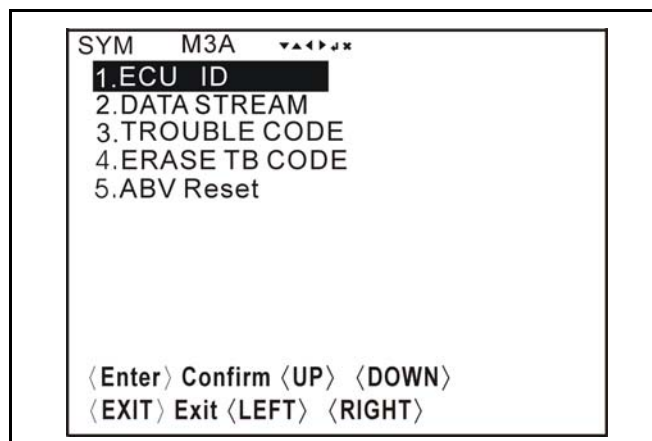 SYM M3A ▼▲◀▶↲✖
1.ECU ID
2.DATA STREAM
3.TROUBLE CODE
4.ERASE TB CODE
5.ABV Reset
〈Enter〉 Confirm 〈UP〉 〈DOWN〉
〈EXIT〉 Exit 〈LEFT〉 〈RIGHT〉